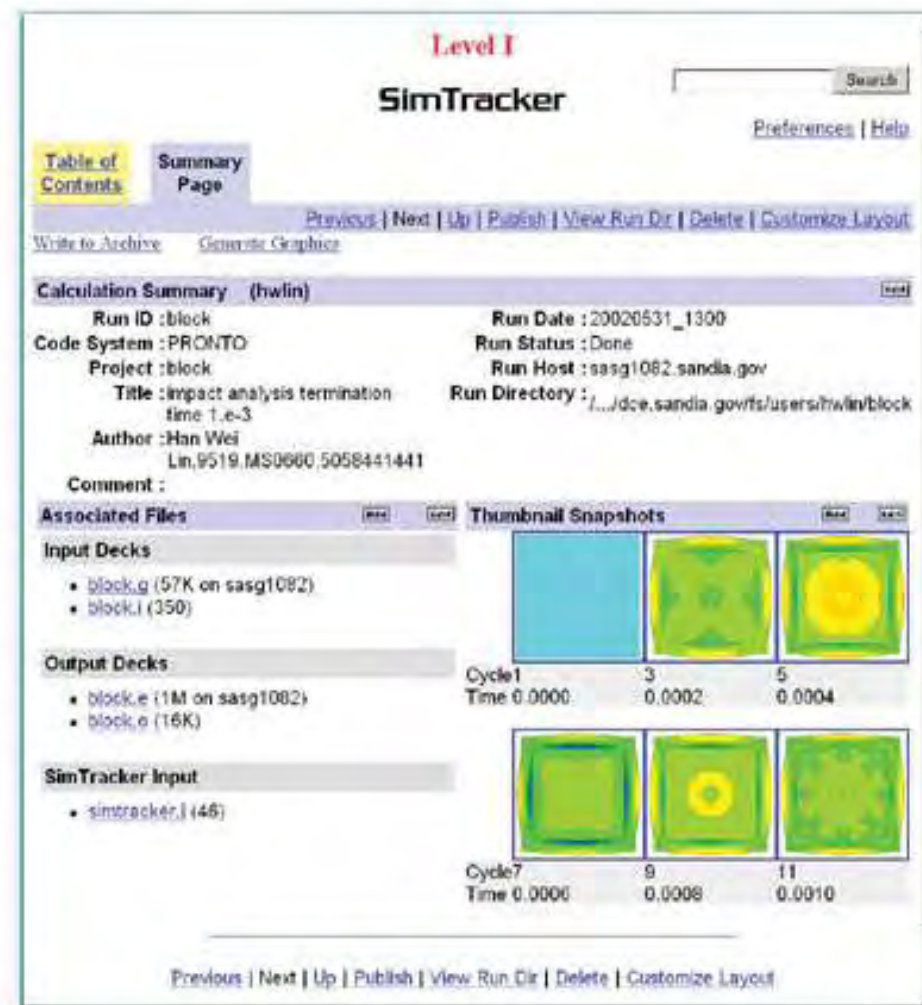 Level I
SimTracker
Search
Preferences | Help
Table of Contents
Summary Page
Previous | Next | Up | Publish | View Run Dir | Delete | Customize Layout
Write to Archive Generate Graphics
Calculation Summary (hwlin)
Run ID :block
Code System :PRONTO
Project :block
Title :impact analysis termination
time 1.e-3
Author :Han Wei
Lin,9519,MS0660,5058441441
Comment :
Run Date :20020531_1300
Run Status :Done
Run Host :sasg1082.sandia.gov
Run Directory :/.../dce.sandia.gov/fs/users/hwlin/block
Associated Files
Input Decks
• block.g (57K on sasg1082)
• block.i (350)
Output Decks
• block.e (1M on sasg1082)
• block.o (16K)
SimTracker Input
• simtracker.i (46)
Thumbnail Snapshots
Cycle1 3 5
Time 0.0000 0.0002 0.0004
Cycle7 9 11
Time 0.0006 0.0008 0.0010
Previous | Next | Up | Publish | View Run Dir | Delete | Customize Layout